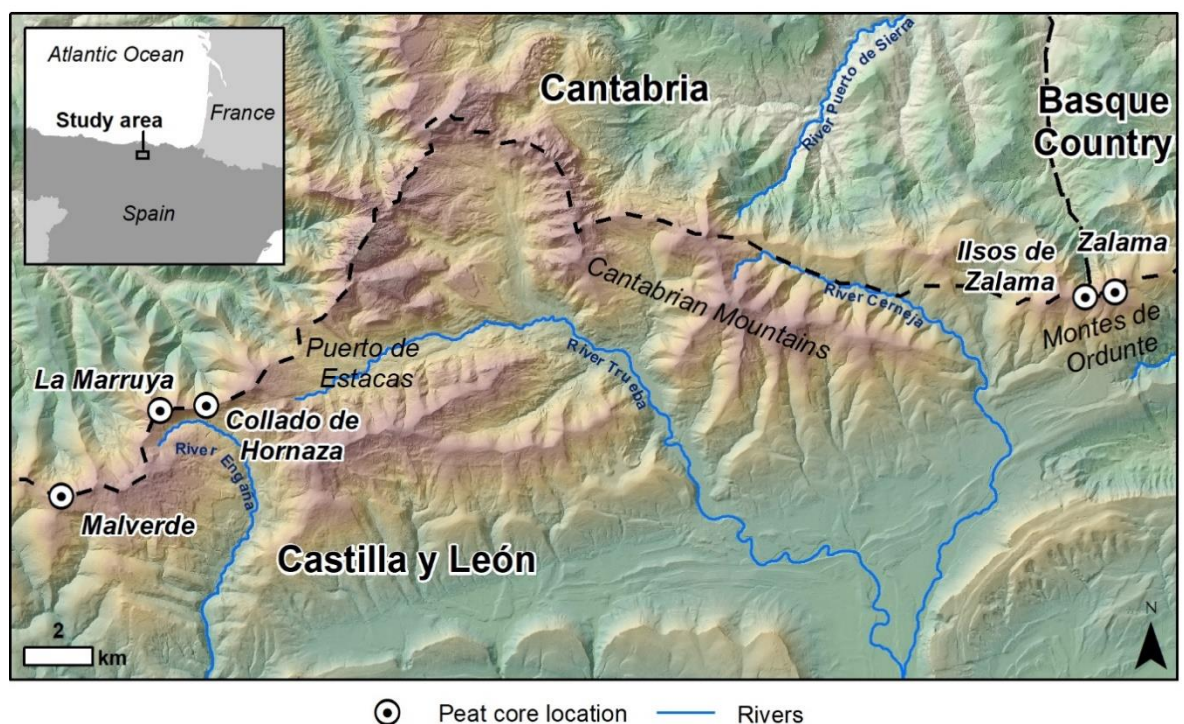 Atlantic Ocean
France
Study area
Spain
Cantabria
River Puerto de Sierra
Basque
Country
Ilsos de
Zalama
Zalama
Cantabrian Mountains
River Cerneja
Montes de
Ordunte
Puerto de
Estacas
River Trueba
La Marruya
Collado de
Hornaza
River Engaña
Malverde
Castilla y León
2
km
N
Peat core location
Rivers